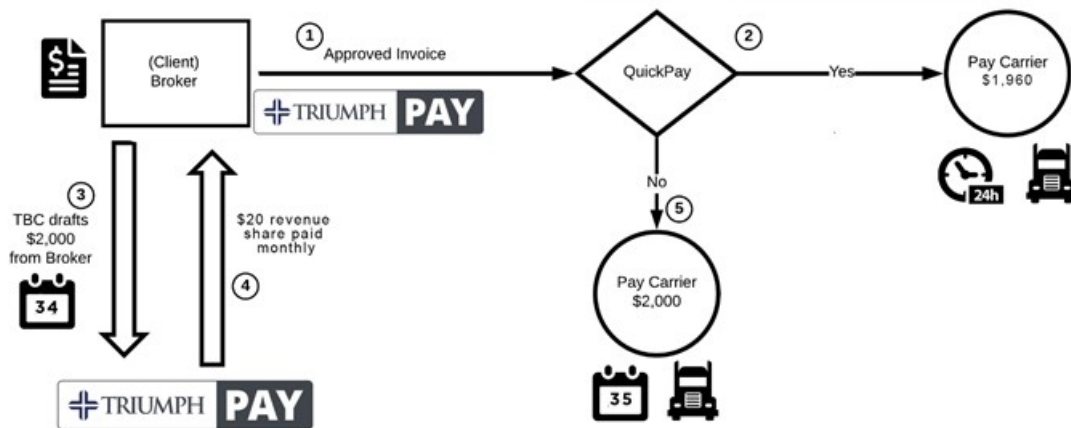 1
Approved Invoice
(Client)
Broker
$
TRIUMPH PAY
QuickPay
2
Yes
Pay Carrier
$1,960
24h
3
TBC drafts
$2,000
from Broker
34
$20 revenue
share paid
monthly
4
TRIUMPH PAY
No
5
Pay Carrier
$2,000
35